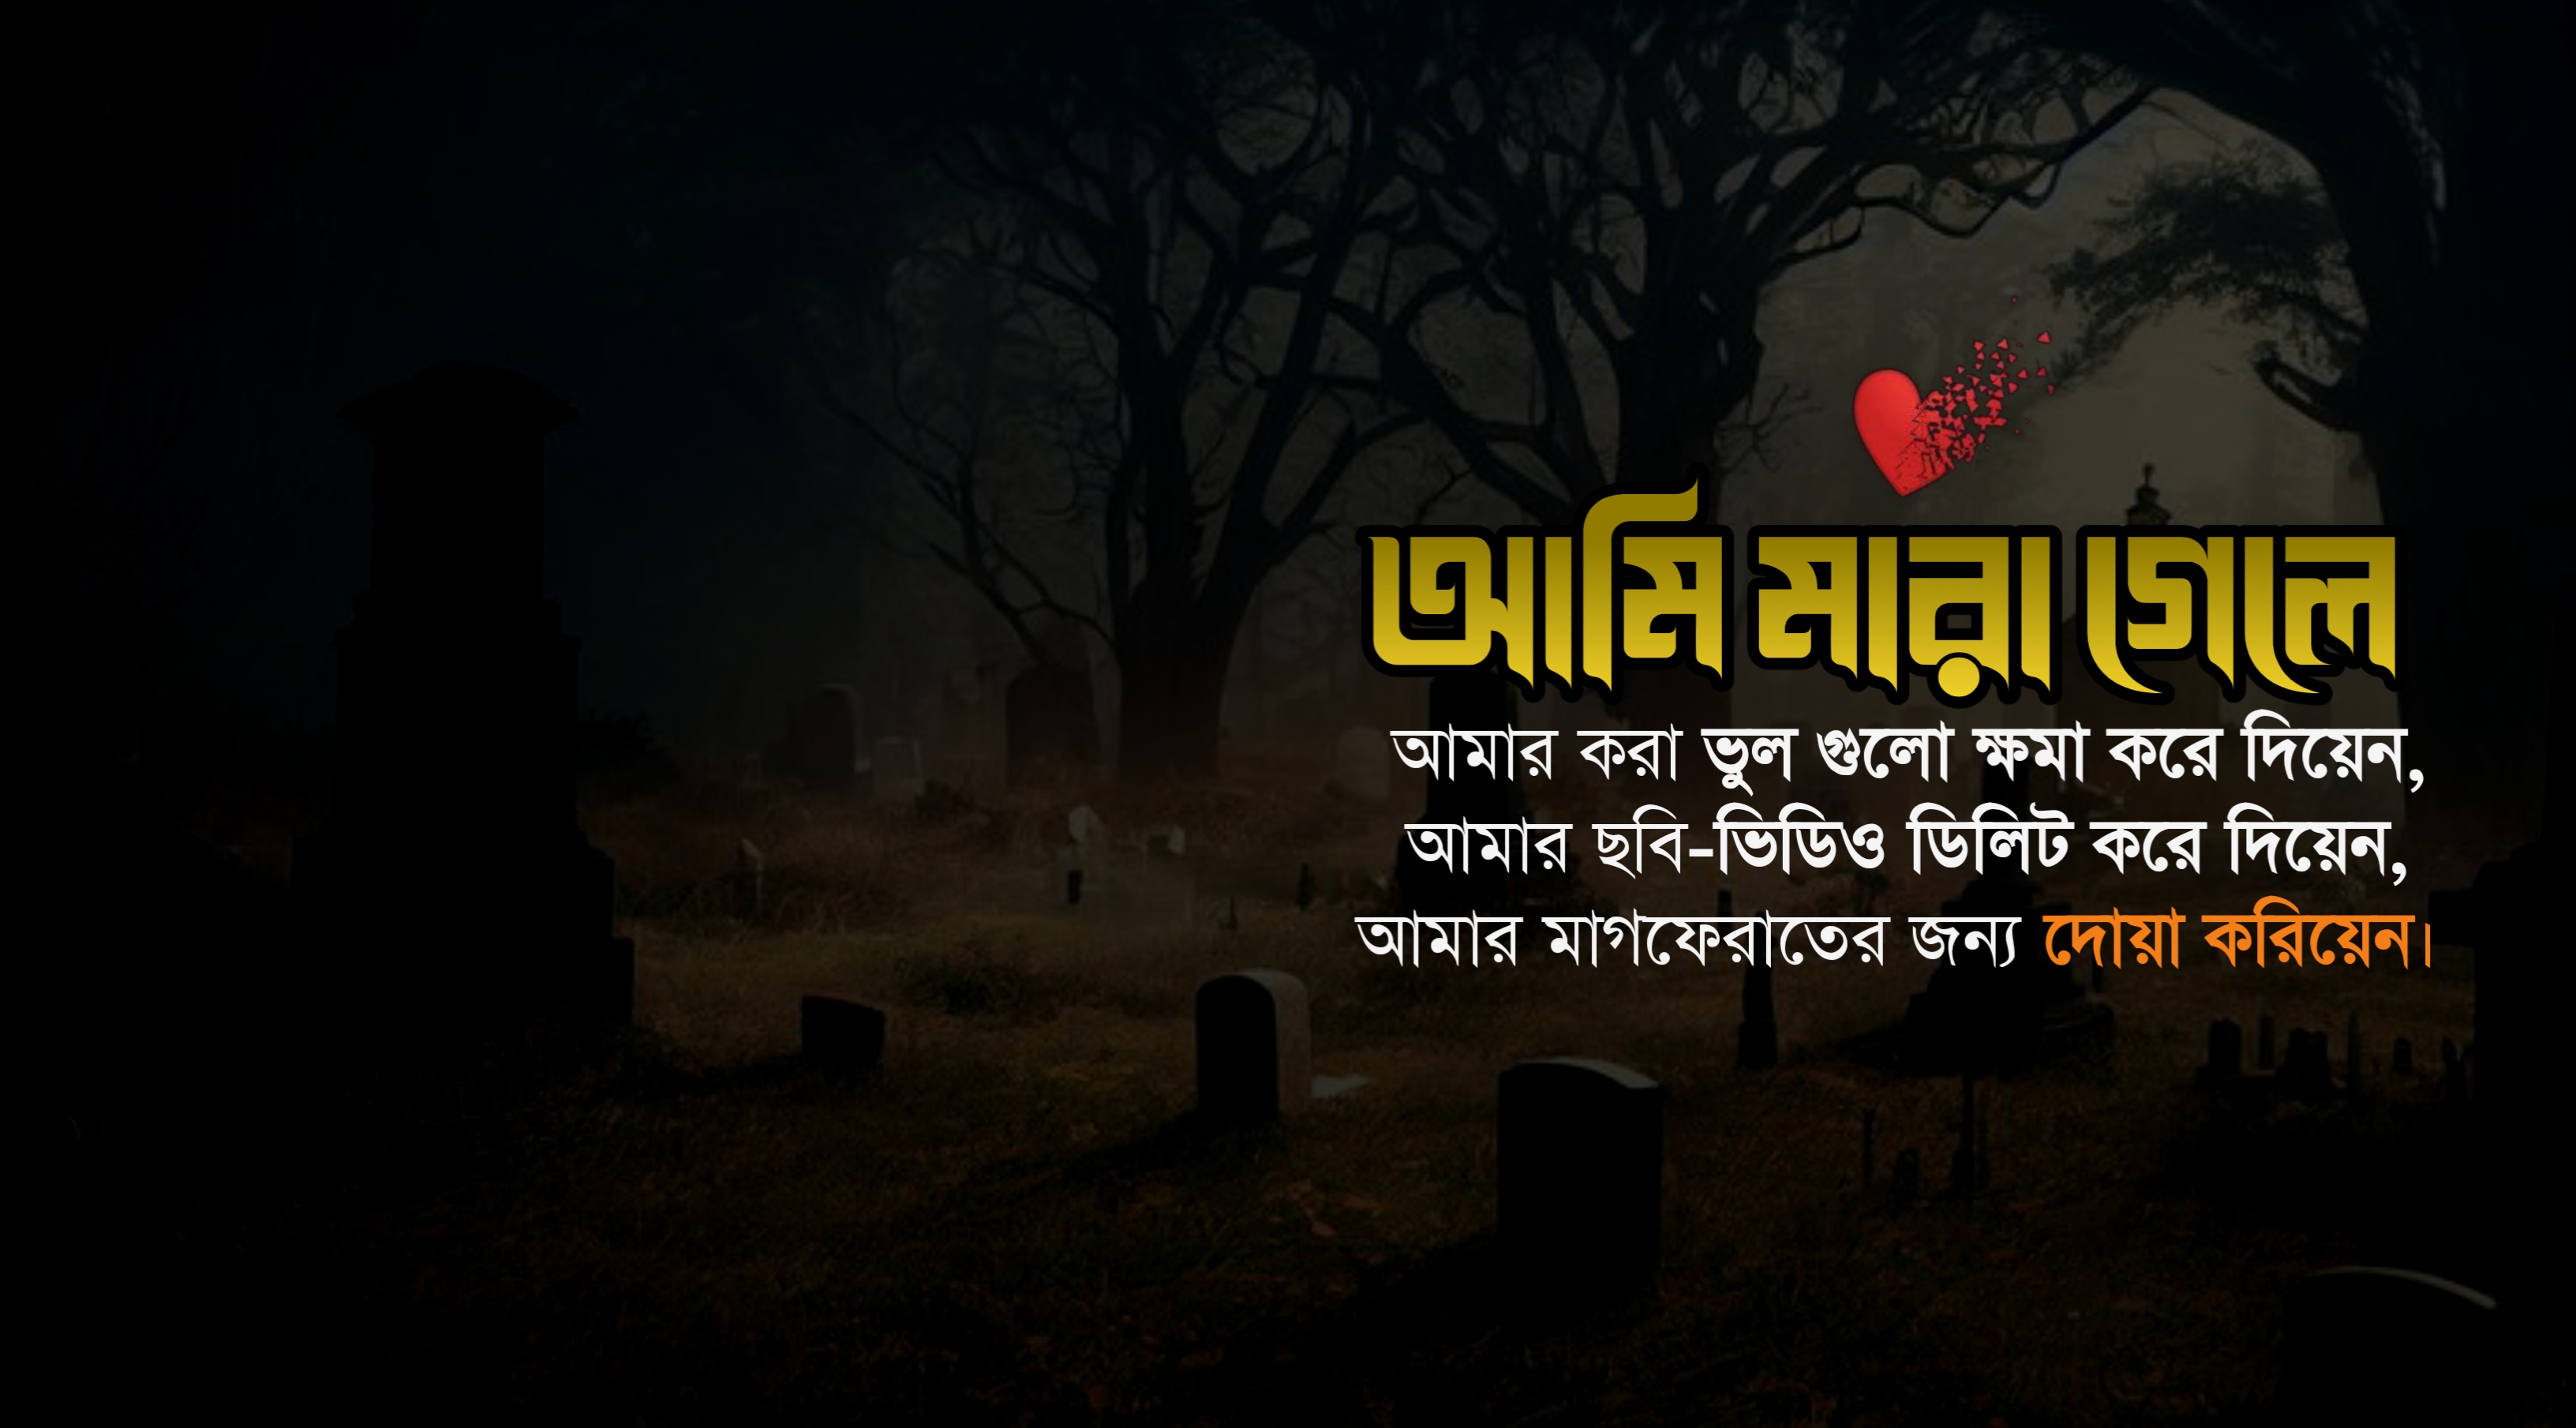 আমি মারা গেলে
আমার করা ভুল গুলো ক্ষমা করে দিয়েন,
আমার ছবি-ভিডিও ডিলিট করে দিয়েন,
আমার মাগফেরাতের জন্য দোয়া করিয়েন।